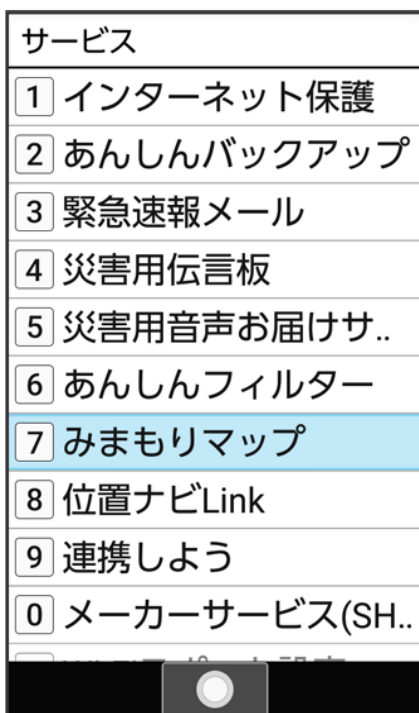 サービス
1 インターネット保護
2 あんしんバックアップ
3 緊急速報メール
4 災害用伝言板
5 災害用音声お届けサ..
6 あんしんフィルター
7 みまもりマップ
8 位置ナビLink
9 連携しよう
0 メーカーサービス(SH..